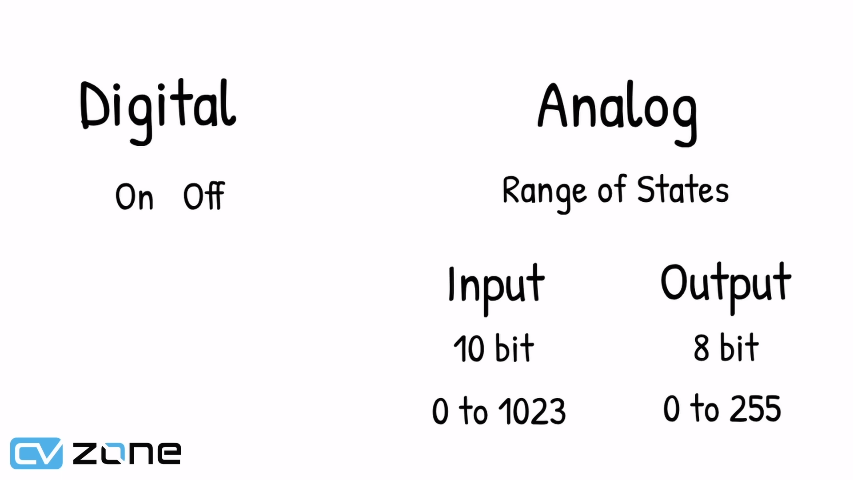 Digital
On Off
Analog
Range of States
Input
10 bit
0 to 1023
Output
8 bit
0 to 255
CV zone